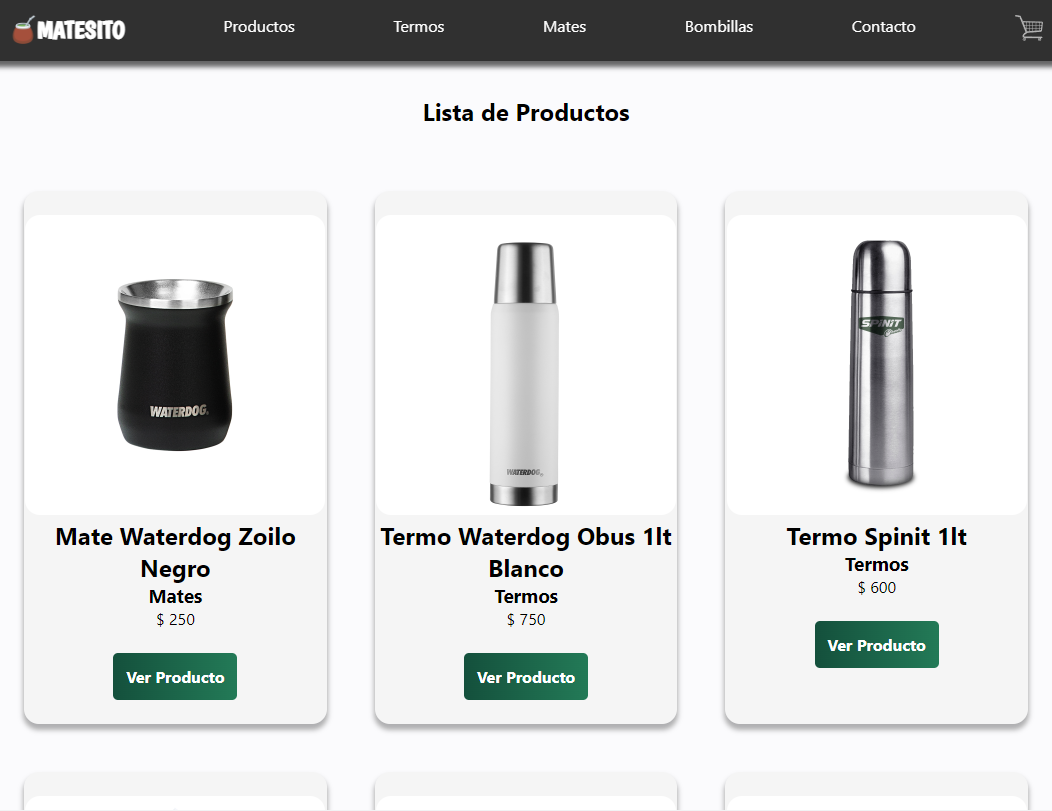 MATESITO
Productos
Termos
Mates
Bombillas
Contacto
Lista de Productos
WATERDOG.
Mate Waterdog Zoilo
Negro
Mates
$ 250
Ver Producto
WATERDOG.
Termo Waterdog Obus 1lt
Blanco
Termos
$ 750
Ver Producto
SPINIT
Termo Spinit 1lt
Termos
$ 600
Ver Producto